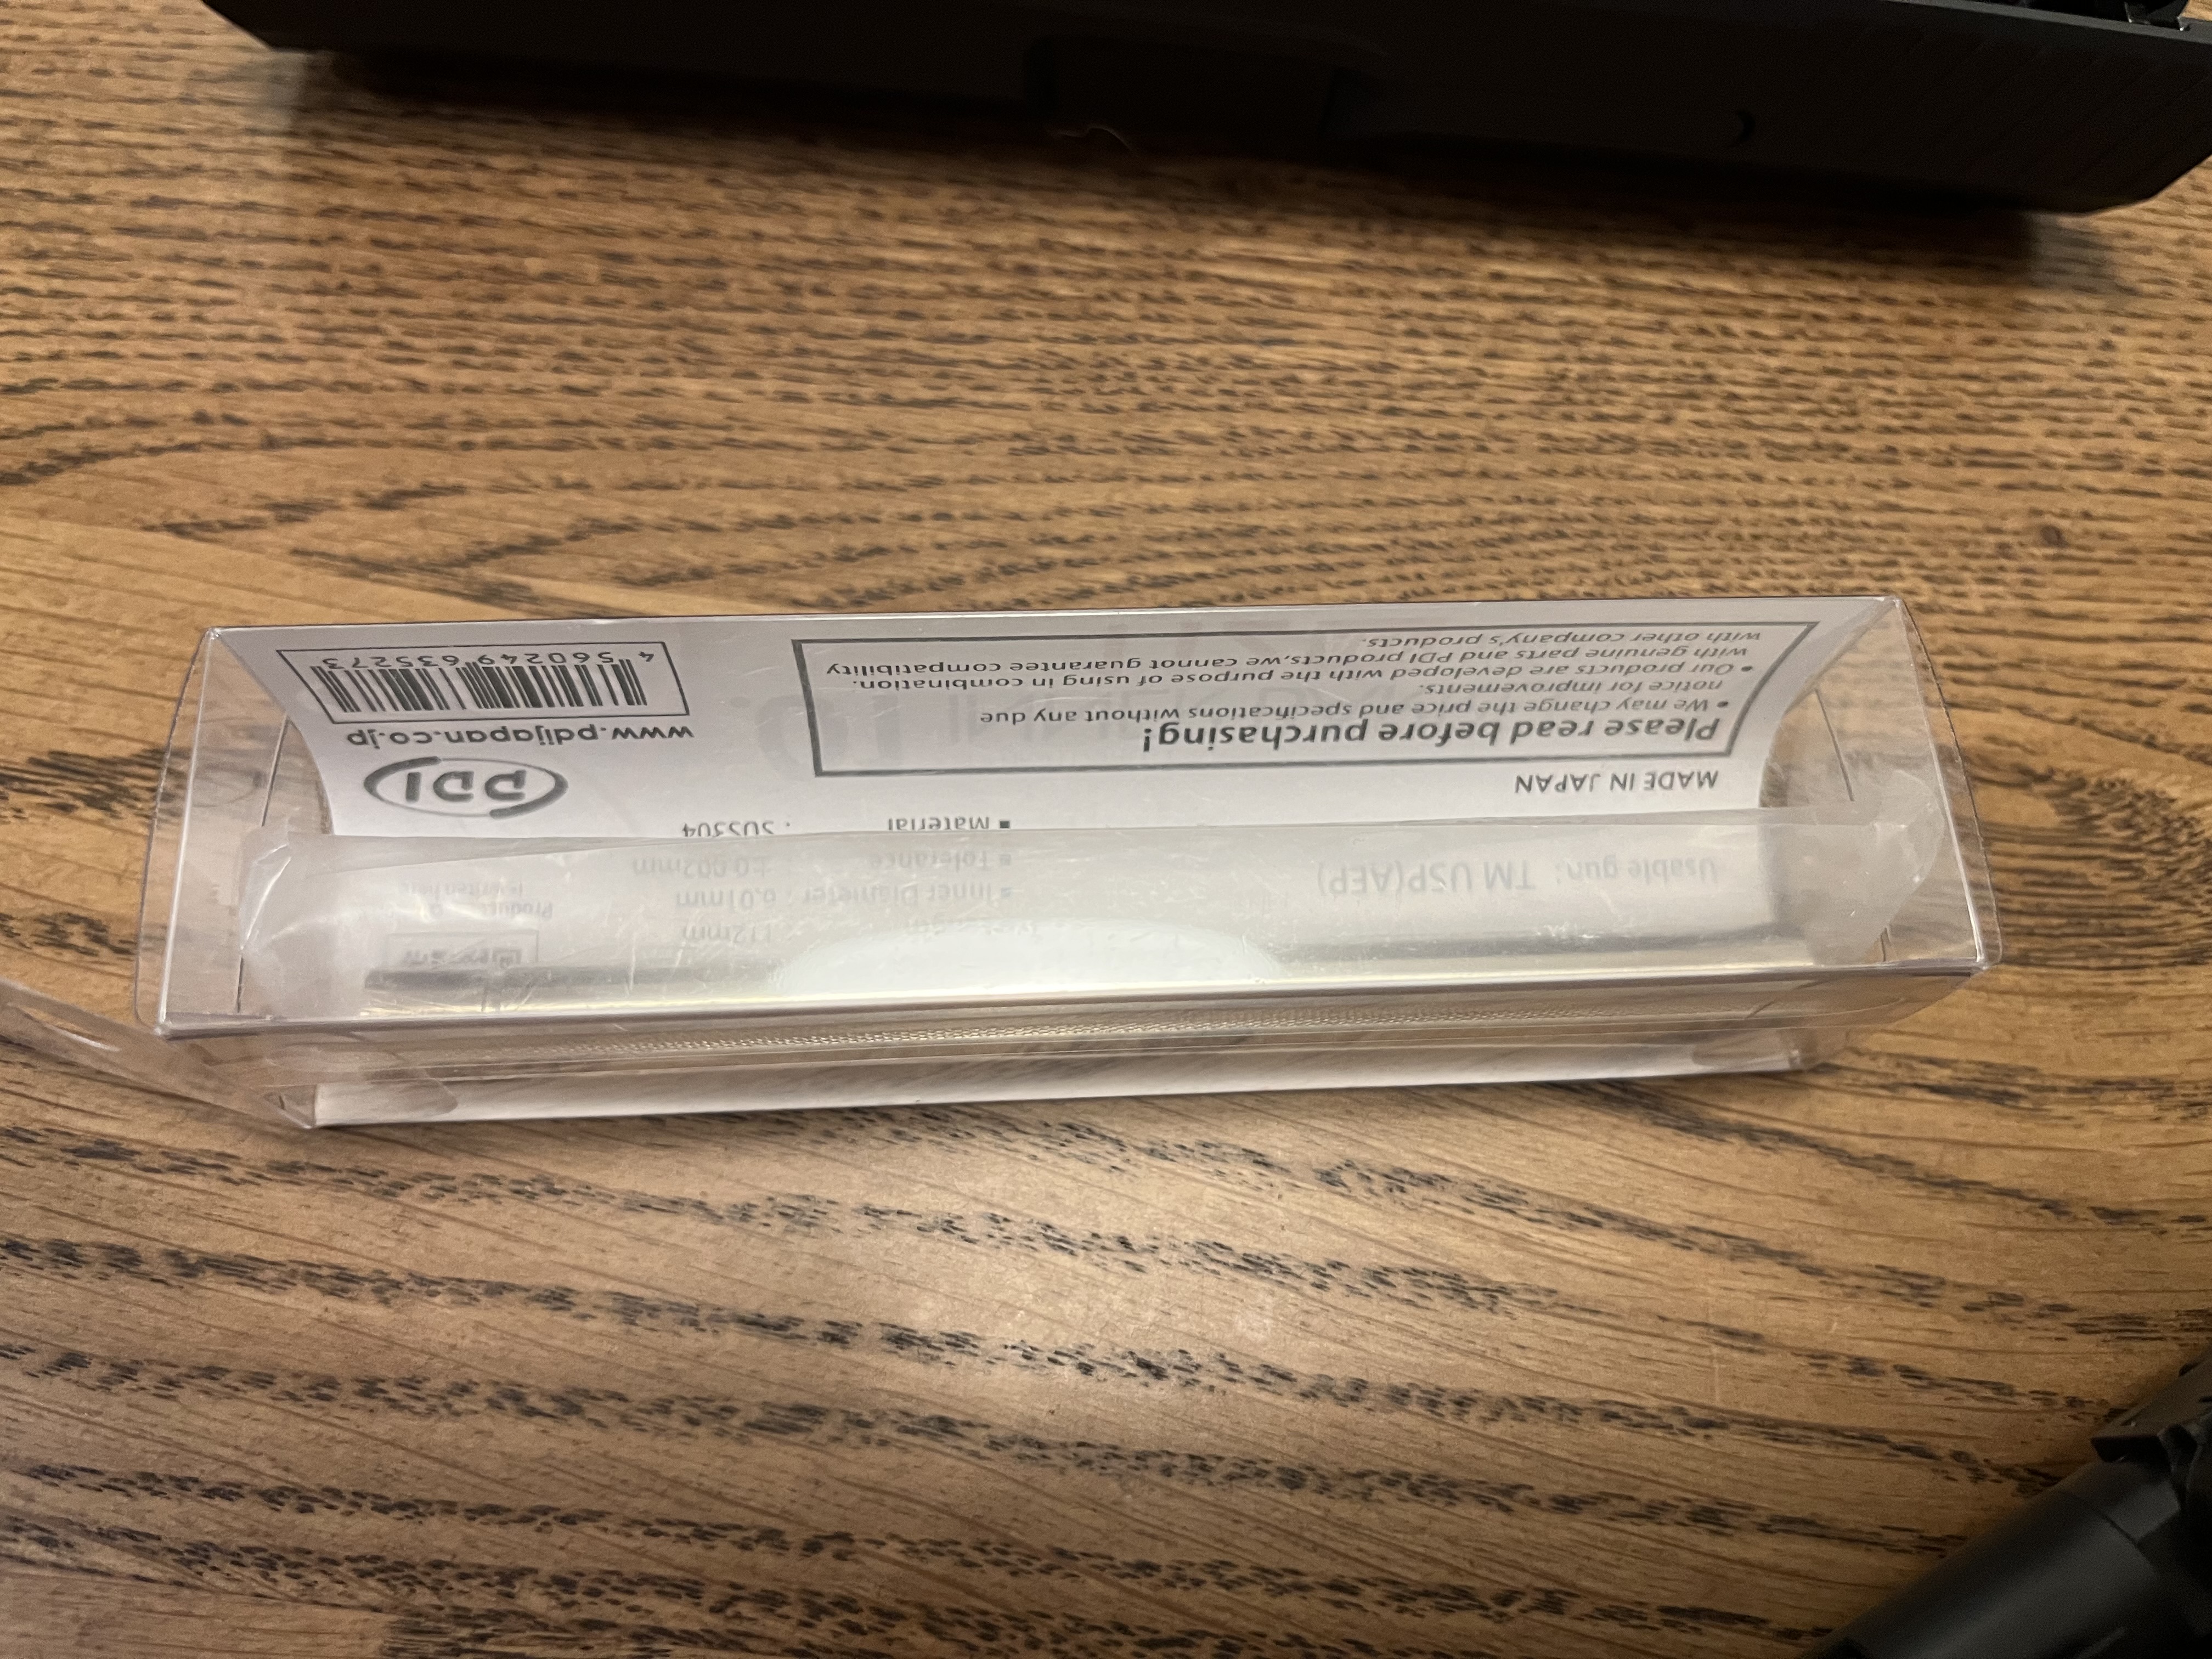 Usable gun: TM USP(AEP)
112mm
■ Inner Diameter : 6.01mm
■ Tolerance : ±0.002mm
■ Material : SUS304
MADE IN JAPAN
PDI
www.pdijapan.co.jp
4 560249 635273
Please read before purchasing!
• We may change the price and specifications without any due
notice for improvements.
• Our products are developed with the purpose of using in combination
with genuine parts and PDI products,we cannot guarantee compatibility
with other company's products.